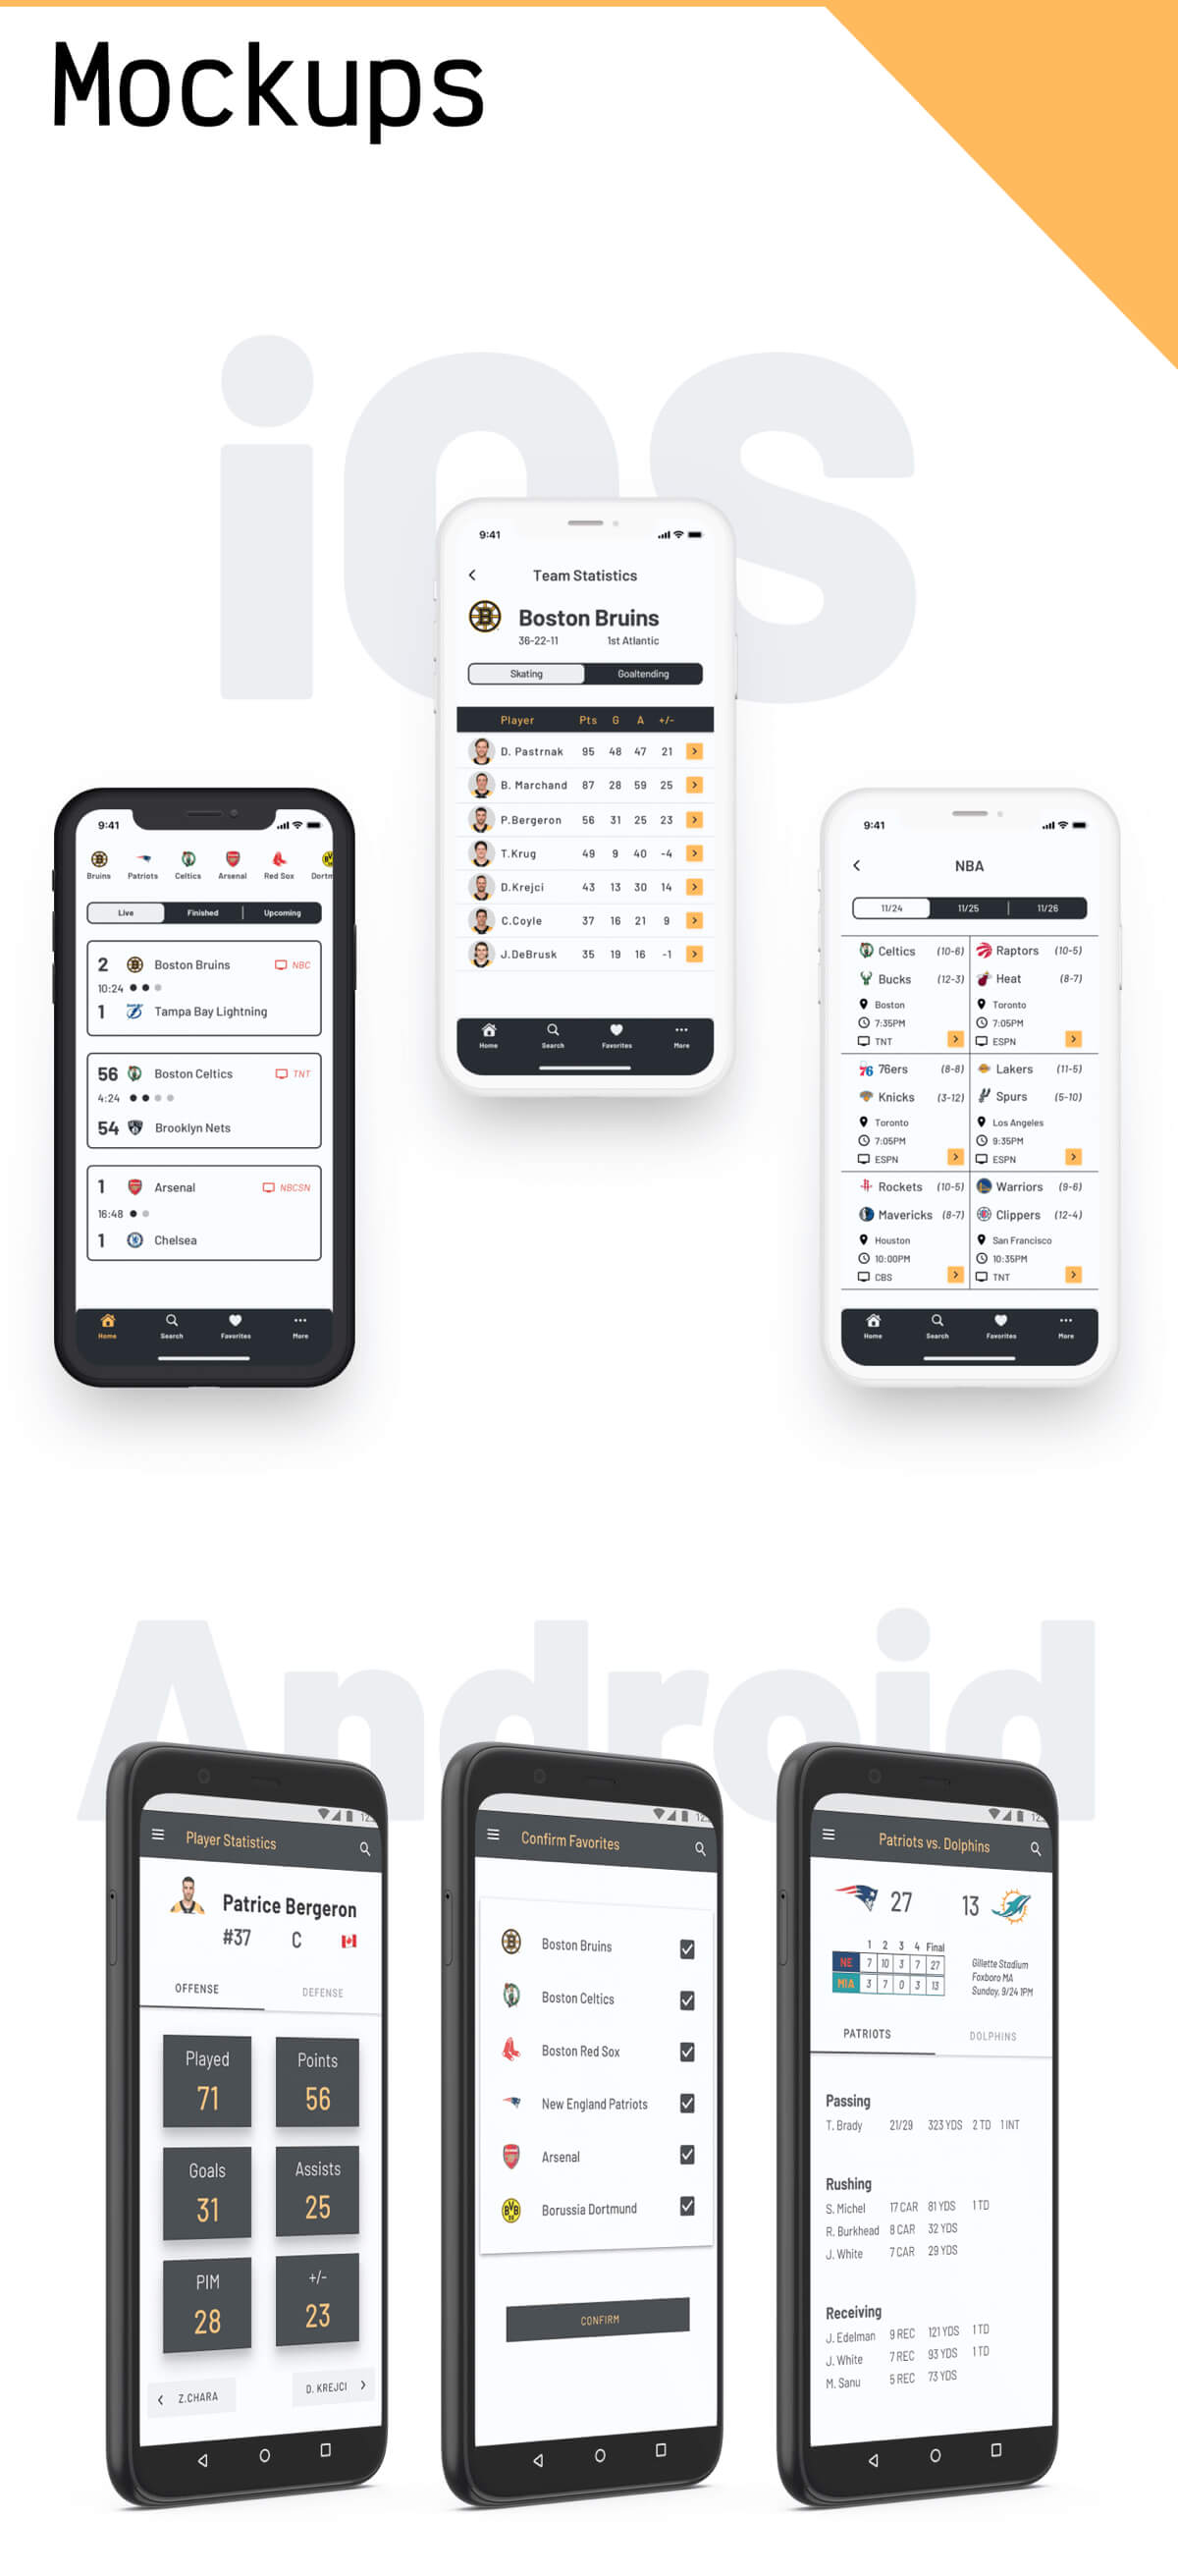 Mockups
iOS
9:41
Team Statistics
Boston Bruins
36-22-11 1st Atlantic
Skating Goaltending
Player Pts G A +/-
D. Pastrnak 95 48 47 21
B. Marchand 87 28 59 25
P.Bergeron 56 31 25 23
T.Krug 49 9 40 -4
D.Krejci 43 13 30 14
C.Coyle 37 16 21 9
J.DeBrusk 35 19 16 -1
Home Search Favorites More
9:41
Bruins Patriots Celtics Arsenal Red Sox Dortm
Live Finished Upcoming
2 Boston Bruins NBC
10:24
1 Tampa Bay Lightning
56 Boston Celtics TNT
4:24
54 Brooklyn Nets
1 Arsenal NBCSN
16:48
1 Chelsea
Home Search Favorites More
9:41
NBA
11/24 11/25 11/26
Celtics (10-6) Raptors (10-5)
Bucks (12-3) Heat (8-7)
Boston Toronto
7:35PM 7:05PM
TNT ESPN
76ers (8-8) Lakers (11-5)
Knicks (3-12) Spurs (5-10)
Toronto Los Angeles
7:05PM 9:35PM
ESPN ESPN
Rockets (10-5) Warriors (9-6)
Mavericks (8-7) Clippers (12-4)
Houston San Francisco
10:00PM 10:35PM
CBS TNT
Home Search Favorites More
Android
Player Statistics
Patrice Bergeron
#37 C
OFFENSE DEFENSE
Played Points
71 56
Goals Assists
31 25
PIM +/-
28 23
Z.CHARA D. KREJCI
Confirm Favorites
Boston Bruins
Boston Celtics
Boston Red Sox
New England Patriots
Arsenal
Borussia Dortmund
CONFIRM
Patriots vs. Dolphins
27 13
1 2 3 4 Final
NE 7 10 3 7 27
MIA 3 7 0 3 13
Gillette Stadium
Foxboro MA
Sunday, 9/24 1PM
PATRIOTS DOLPHINS
Passing
T. Brady 21/29 323 YDS 2 TD 1 INT
Rushing
S. Michel 17 CAR 81 YDS 1 TD
R. Burkhead 8 CAR 32 YDS
J. White 7 CAR 29 YDS
Receiving
J. Edelman 9 REC 121 YDS 1 TD
J. White 7 REC 93 YDS 1 TD
M. Sanu 5 REC 73 YDS